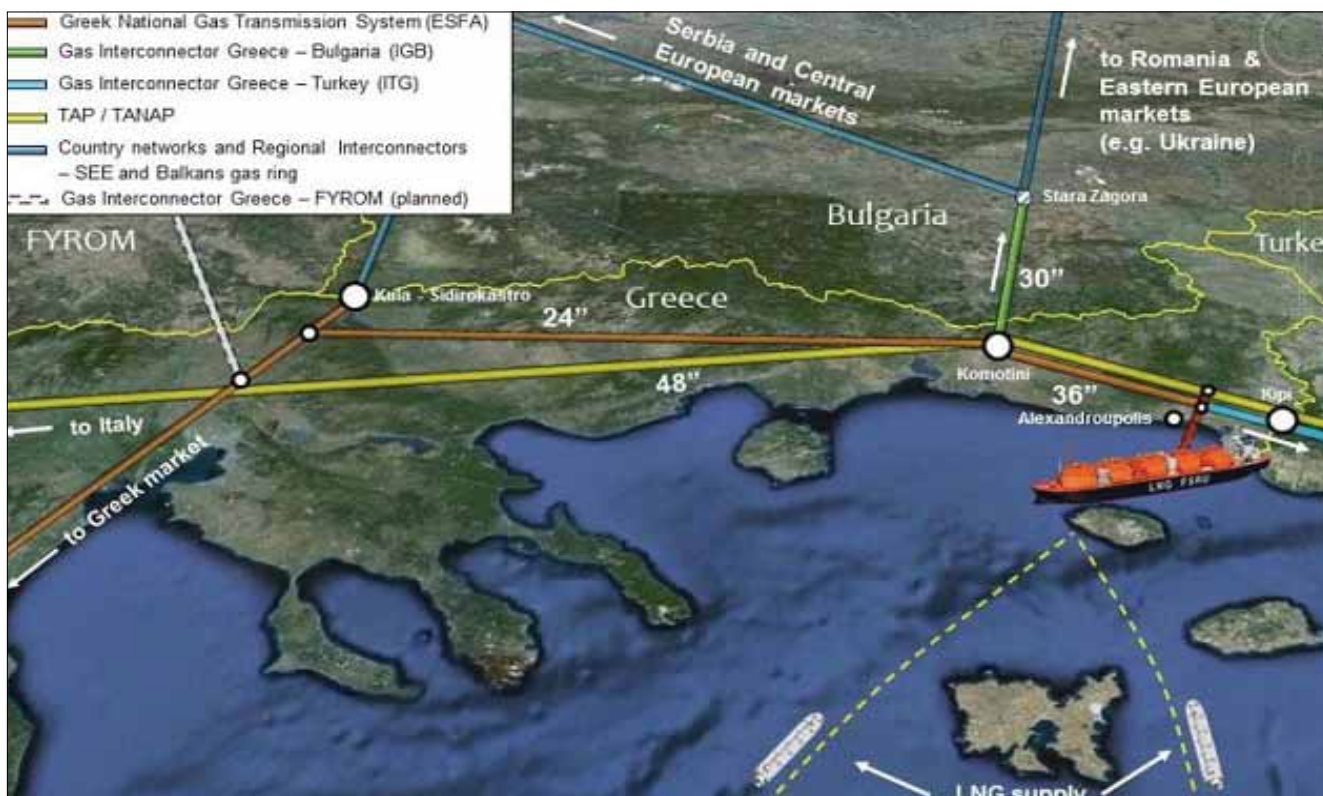 Greek National Gas Transmission System (ESFA)
Gas Interconnector Greece – Bulgaria (IGB)
Gas Interconnector Greece – Turkey (ITG)
TAP / TANAP
Country networks and Regional Interconnectors
– SEE and Balkans gas ring
Gas Interconnector Greece – FYROM (planned)
Serbia and Central
European markets
to Romania &
Eastern European
markets
(e.g. Ukraine)
Stara Zagora
Bulgaria
Turke
FYROM
Kula - Sidirokastro
Greece
30”
24”
Komotini
48”
36”
Kipi
Alexandroupolis
to Italy
to Greek market
LNG FSRU
LNG supply